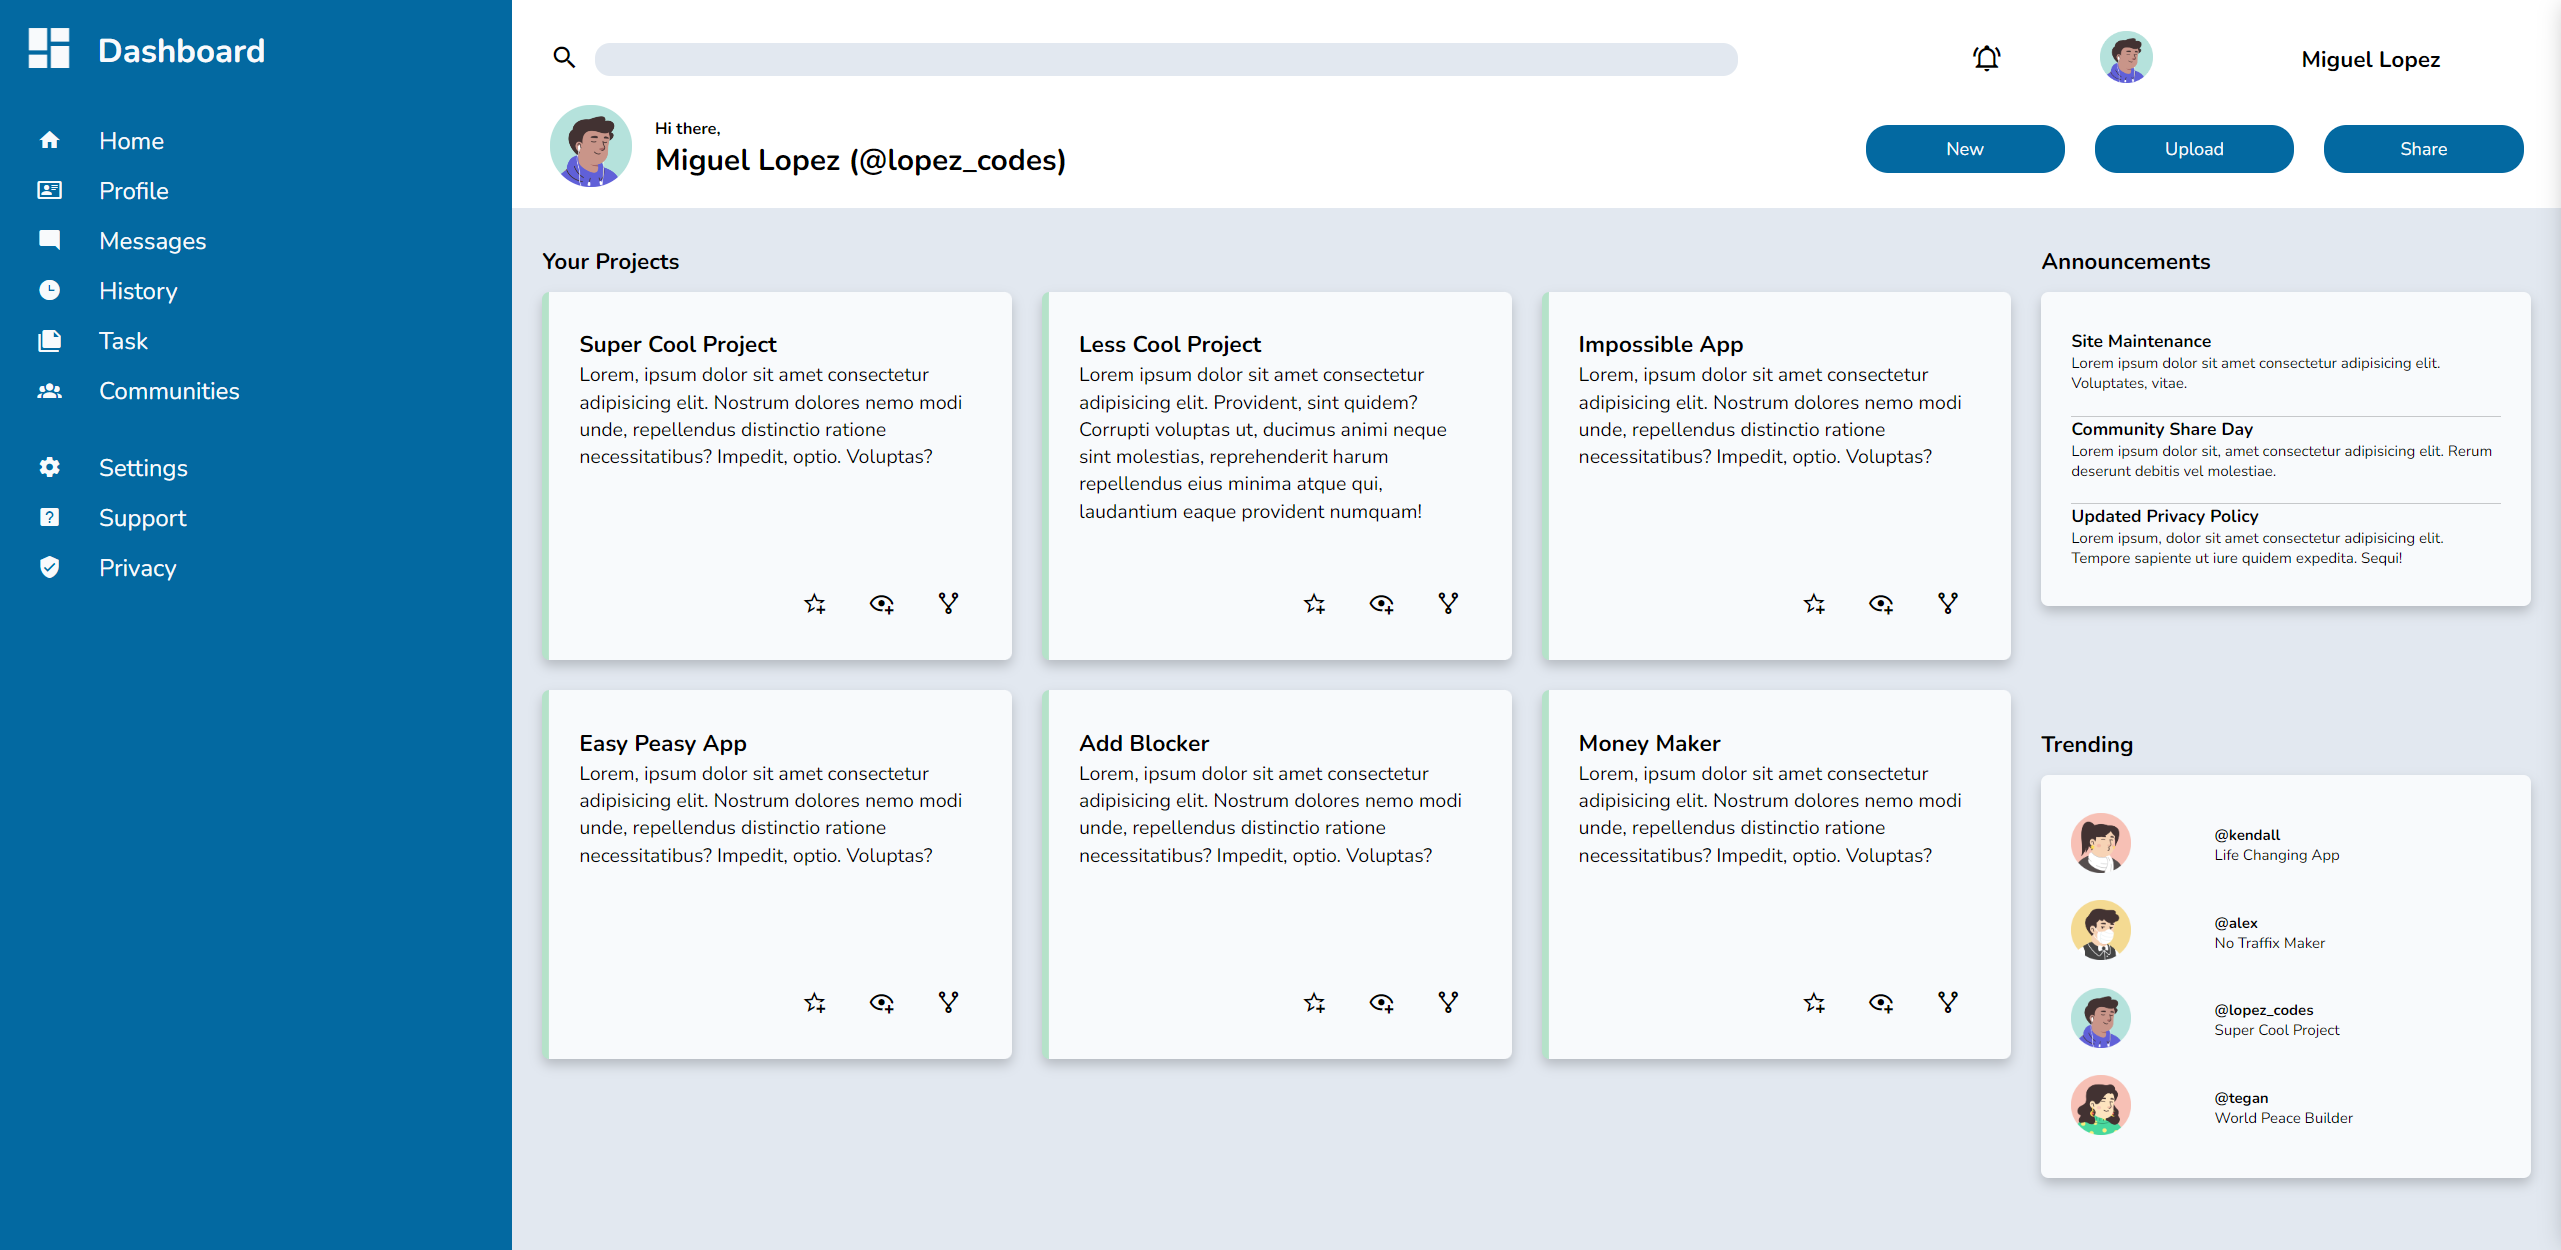 Dashboard
Home
Profile
Messages
History
Task
Communities
Settings
Support
Privacy
Miguel Lopez
Hi there,
Miguel Lopez (@lopez_codes)
New
Upload
Share
Your Projects
Super Cool Project
Lorem, ipsum dolor sit amet consectetur
adipisicing elit. Nostrum dolores nemo modi
unde, repellendus distinctio ratione
necessitatibus? Impedit, optio. Voluptas?
Less Cool Project
Lorem ipsum dolor sit amet consectetur
adipisicing elit. Provident, sint quidem?
Corrupti voluptas ut, ducimus animi neque
sint molestias, reprehenderit harum
repellendus eius minima atque qui,
laudantium eaque provident numquam!
Impossible App
Lorem, ipsum dolor sit amet consectetur
adipisicing elit. Nostrum dolores nemo modi
unde, repellendus distinctio ratione
necessitatibus? Impedit, optio. Voluptas?
Easy Peasy App
Lorem, ipsum dolor sit amet consectetur
adipisicing elit. Nostrum dolores nemo modi
unde, repellendus distinctio ratione
necessitatibus? Impedit, optio. Voluptas?
Add Blocker
Lorem, ipsum dolor sit amet consectetur
adipisicing elit. Nostrum dolores nemo modi
unde, repellendus distinctio ratione
necessitatibus? Impedit, optio. Voluptas?
Money Maker
Lorem, ipsum dolor sit amet consectetur
adipisicing elit. Nostrum dolores nemo modi
unde, repellendus distinctio ratione
necessitatibus? Impedit, optio. Voluptas?
Announcements
Site Maintenance
Lorem ipsum dolor sit amet consectetur adipisicing elit.
Voluptates, vitae.
Community Share Day
Lorem ipsum dolor sit, amet consectetur adipisicing elit. Rerum
deserunt debitis vel molestiae.
Updated Privacy Policy
Lorem ipsum, dolor sit amet consectetur adipisicing elit.
Tempore sapiente ut iure quidem expedita. Sequi!
Trending
@kendall
Life Changing App
@alex
No Traffix Maker
@lopez_codes
Super Cool Project
@tegan
World Peace Builder